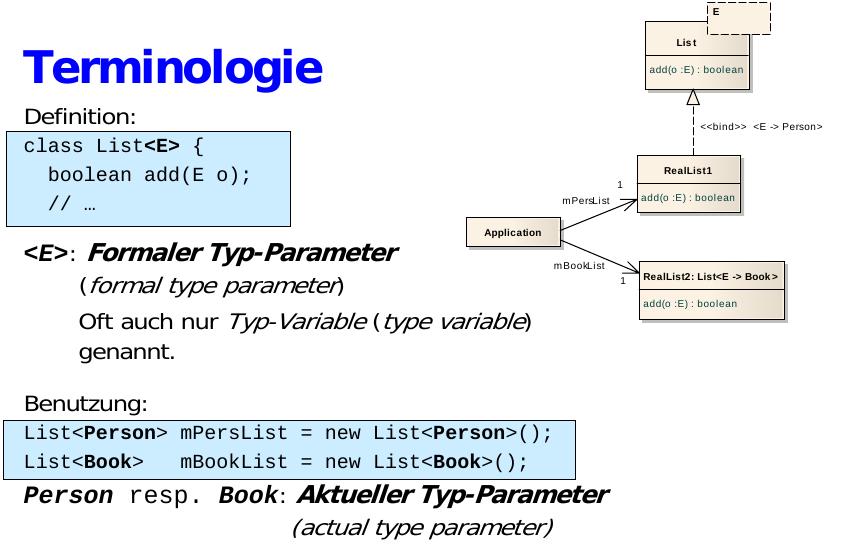 Terminologie
Definition:
class List<E> {
boolean add(E o);
// …
<E>: Formaler Typ-Parameter
(formal type parameter)
Oft auch nur Typ-Variable (type variable)
genannt.
Benutzung:
List<Person> mPersList = new List<Person>();
List<Book> mBookList = new List<Book>();
Person resp. Book: Aktueller Typ-Parameter
(actual type parameter)
E
List
add(o :E) : boolean
<<bind>> <E -> Person>
RealList1
add(o :E) : boolean
1
mPersList
Application
mBookList
1
RealList2: List<E -> Book>
add(o :E) : boolean